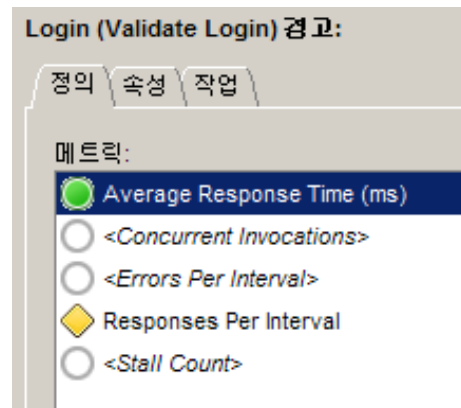 Login (Validate Login) 경고:
정의 속성 작업
메트릭:
Average Response Time (ms)
<Concurrent Invocations>
<Errors Per Interval>
Responses Per Interval
<Stall Count>